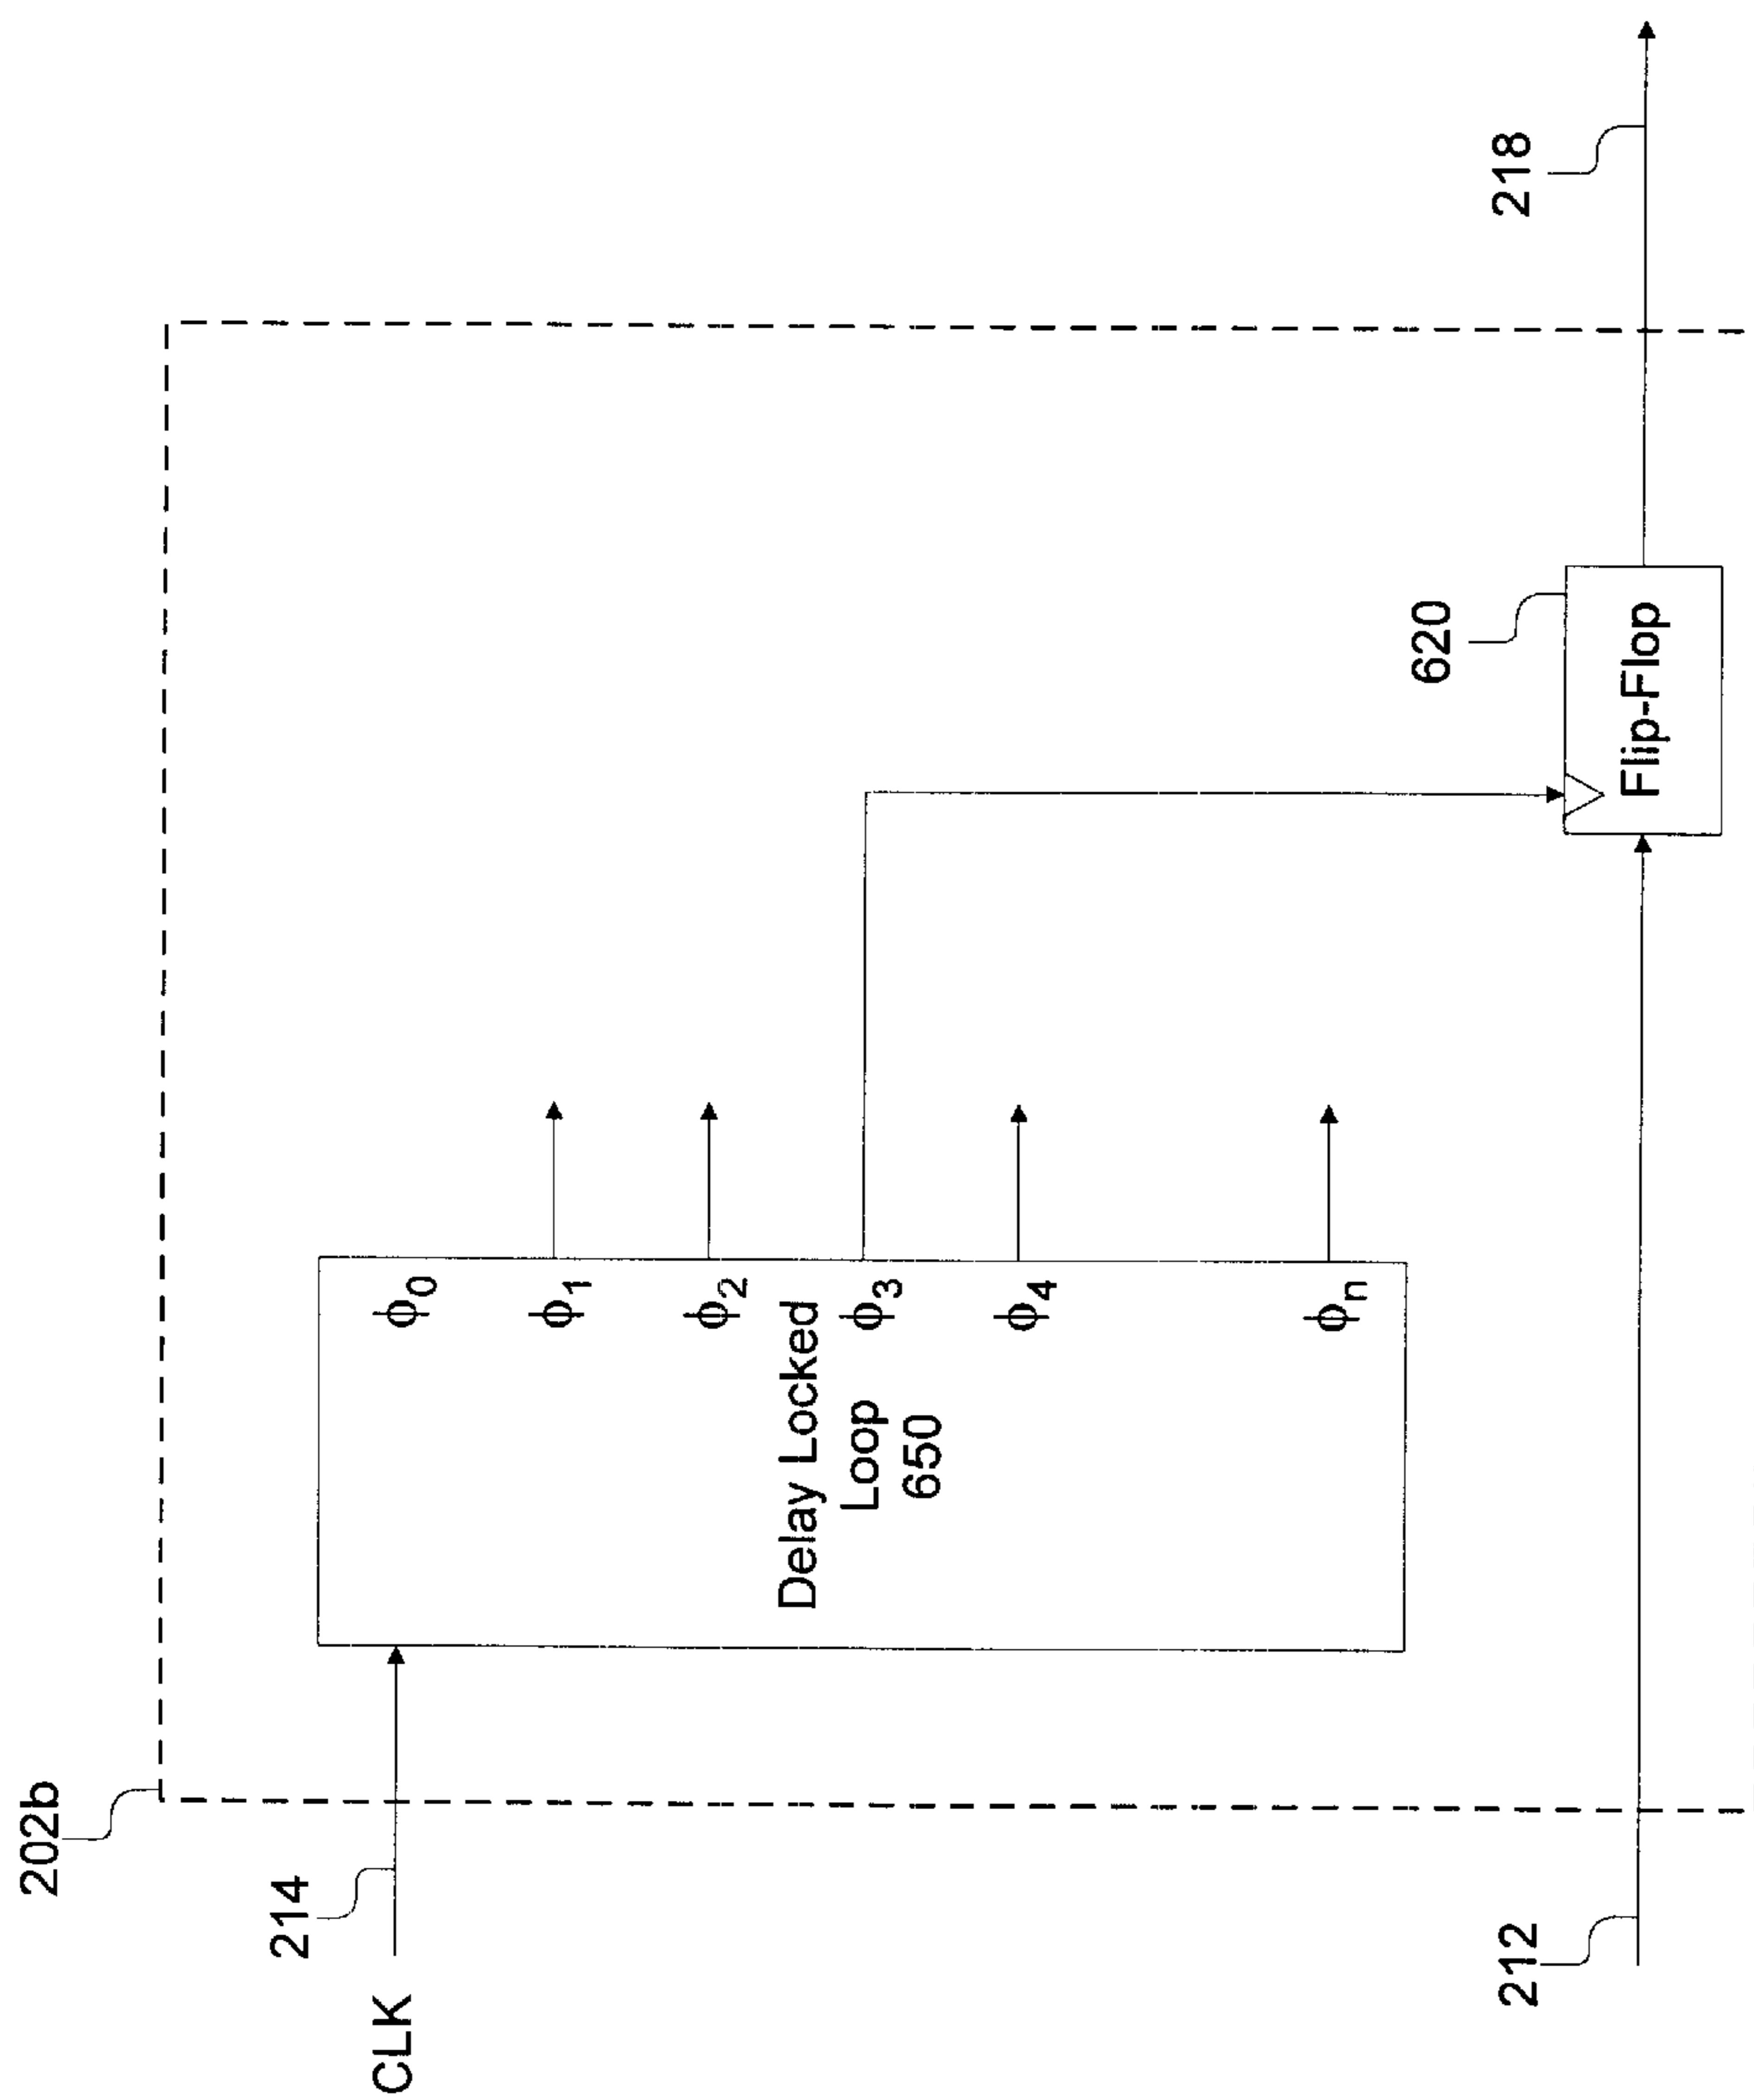 202b
214
CLK
ϕ0
ϕ1
ϕ2
Delay Locked
Loop
650
ϕ3
ϕ4
ϕn
620
Flip-Flop
212
218